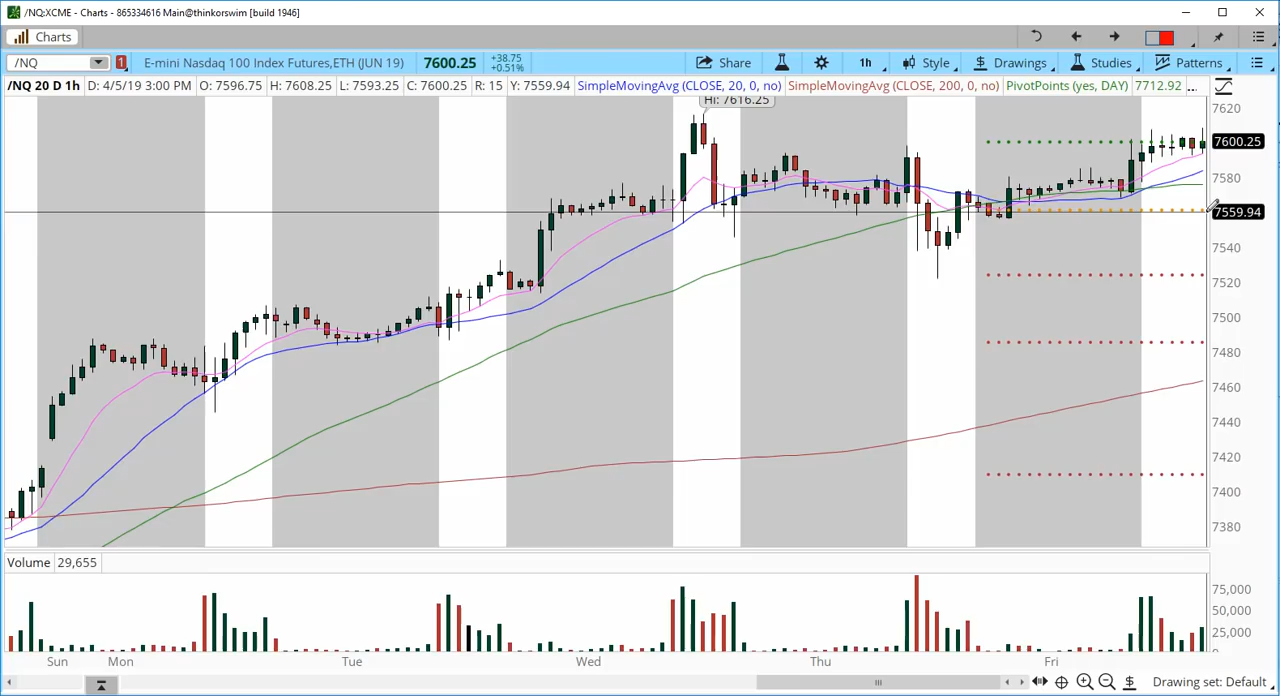 /NQ:XCME - Charts - 865334616 Main@thinkorswim [build 1946]
Charts
/NQ 1 E-mini Nasdaq 100 Index Futures,ETH (JUN 19) 7600.25 +38.75 +0.51% Share 1h Style Drawings Studies Patterns
/NQ 20 D 1h D: 4/5/19 3:00 PM O: 7596.75 H: 7608.25 L: 7593.25 C: 7600.25 R: 15 Y: 7559.94 SimpleMovingAvg (CLOSE, 20, 0, no) SimpleMovingAvg (CLOSE, 200, 0, no) PivotPoints (yes, DAY) 7712.92 ...
Hi: 7616.25
7620
7600.25
7580
7559.94
7540
7520
7500
7480
7460
7440
7420
7400
7380
Volume 29,655
75,000
50,000
25,000
Sun Mon Tue Wed Thu Fri
Drawing set: Default